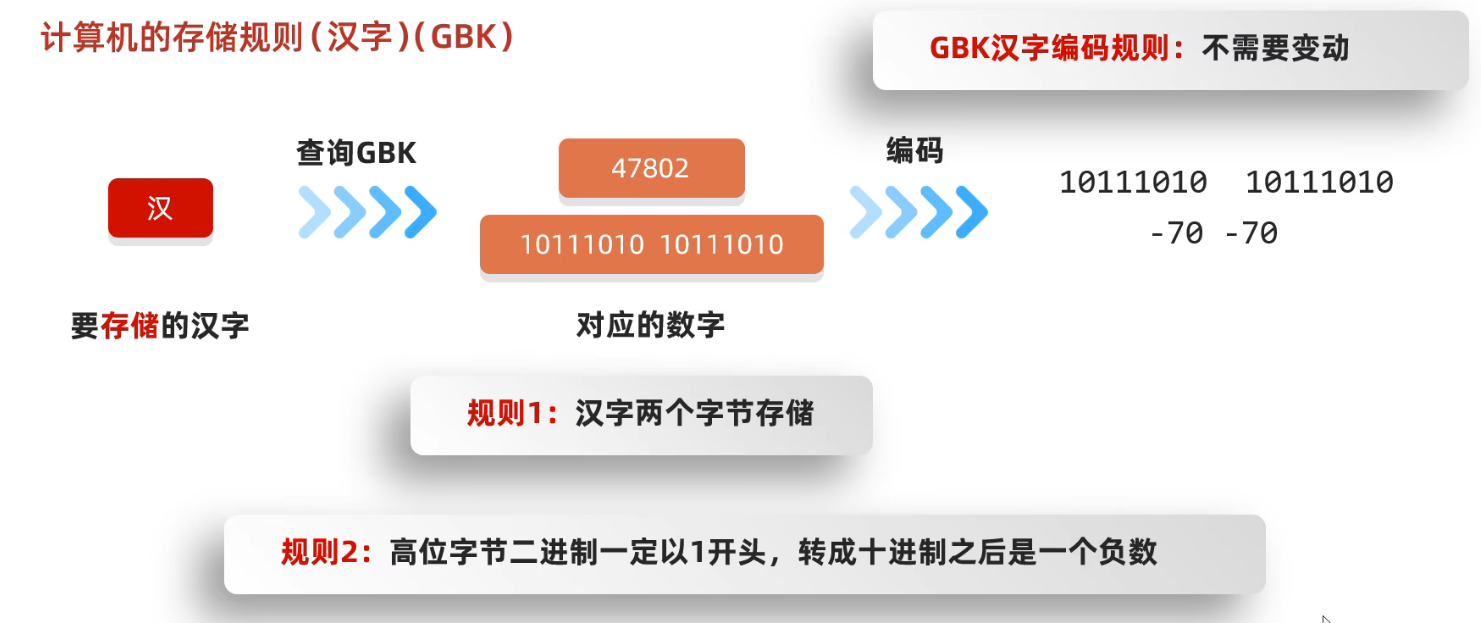 计算机的存储规则(汉字)(GBK)
GBK汉字编码规则：不需要变动
查询GBK
编码
汉
47802
10111010 10111010
10111010 10111010
-70 -70
要存储的汉字
对应的数字
规则1：汉字两个字节存储
规则2：高位字节二进制一定以1开头，转成十进制之后是一个负数